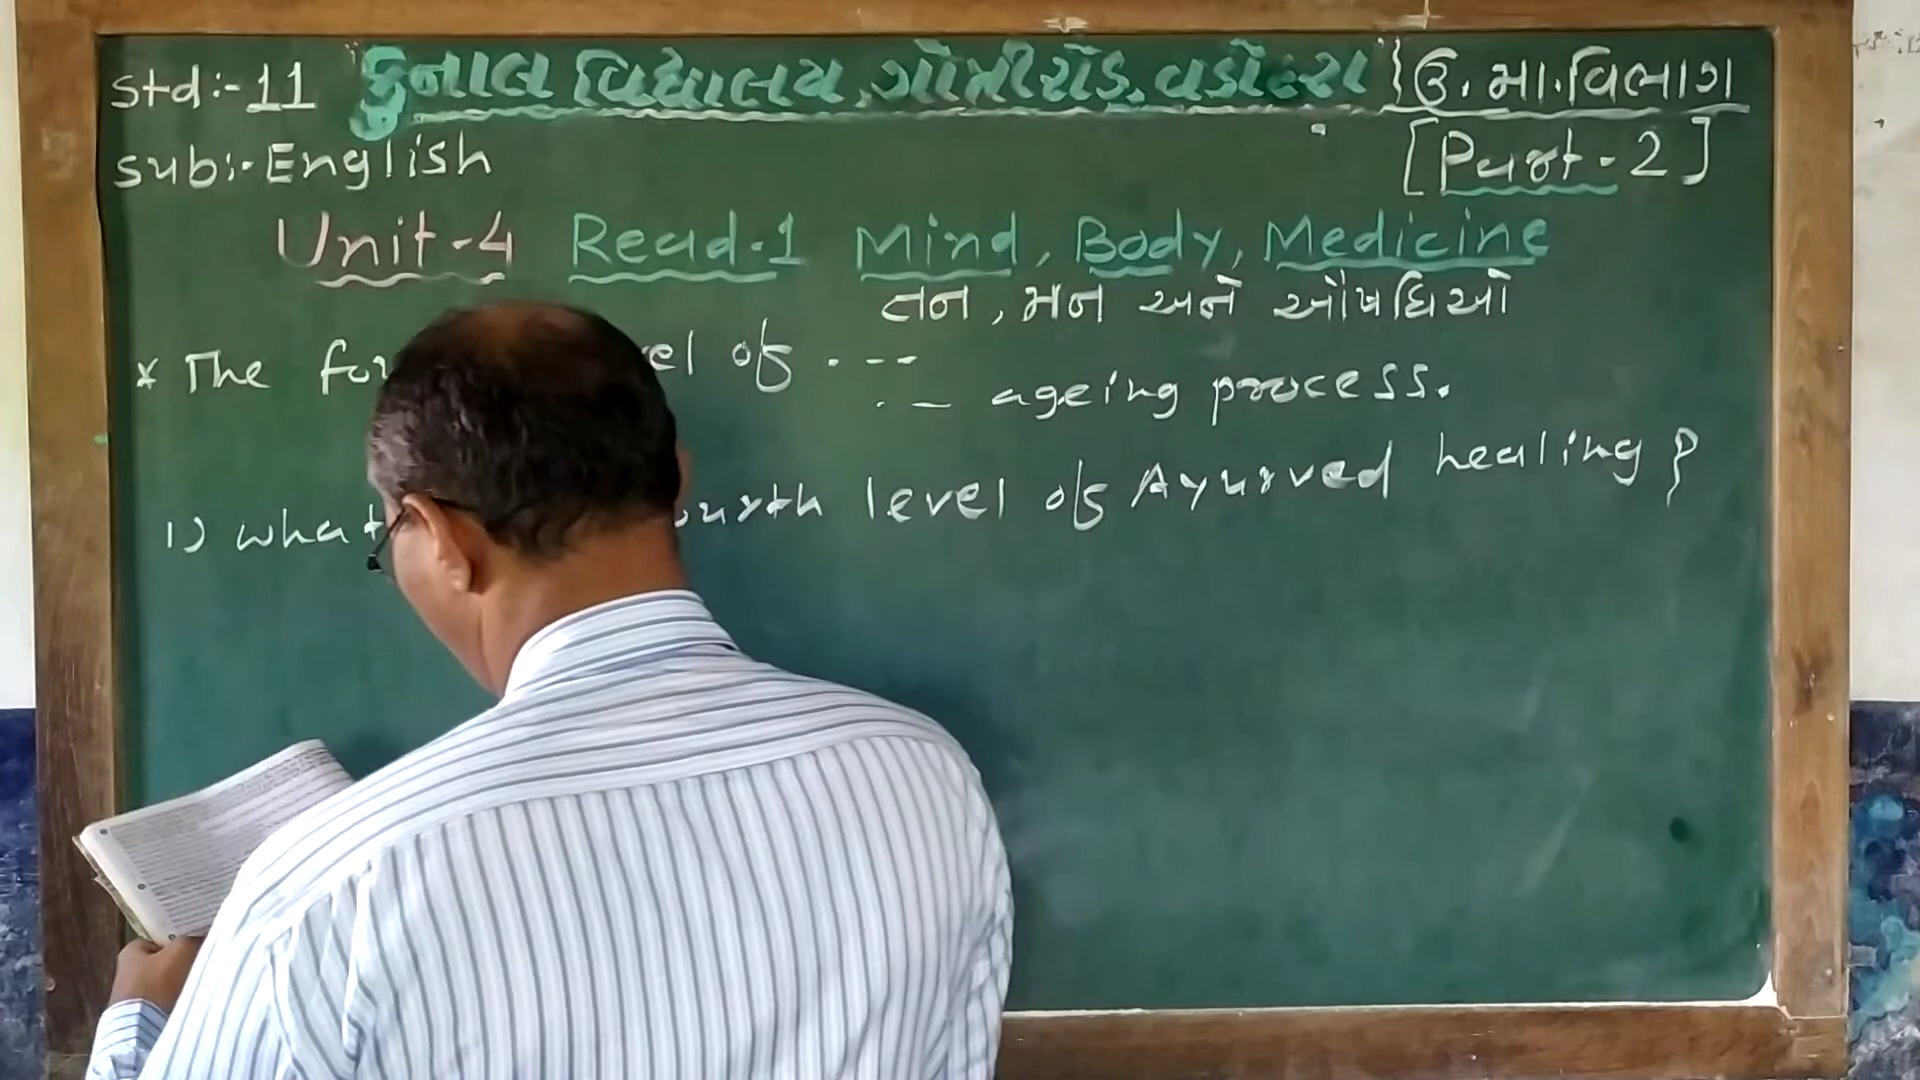 Std:- 11 "કુનાલ વિદ્યાલય, ગોત્રીરોડ, વડોદરા" ઉ. મા. વિભાગ
Sub:- English [Part-2]
Unit-4 Read-1 Mind, Body, Medicine
તન, મન અને ઔષધિઓ
* The of ----
.. — ageing process.
1) what level of Ayurved healing ?